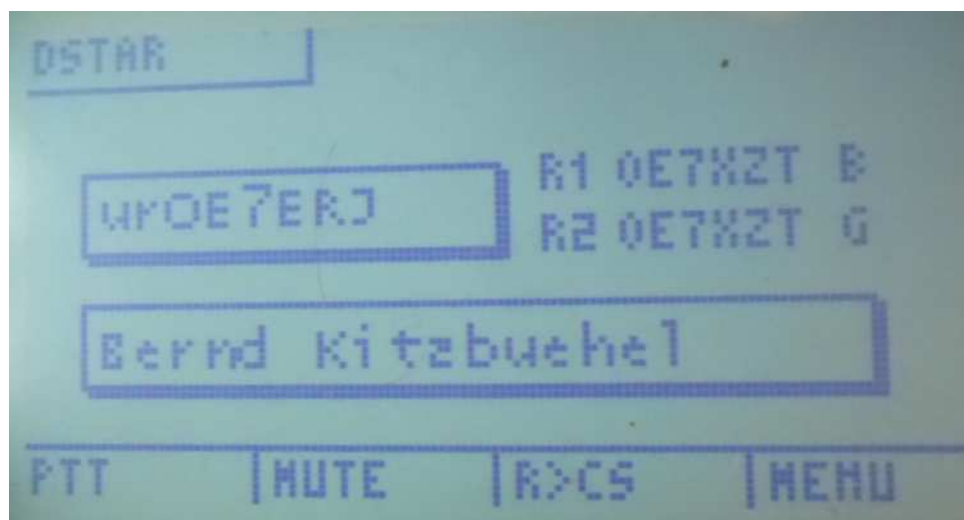 DSTAR
urOE7ERJ
R1 OE7XZT B
R2 OE7XZT G
Bernd Kitzbuehel
PTT MUTE R>CS MENU